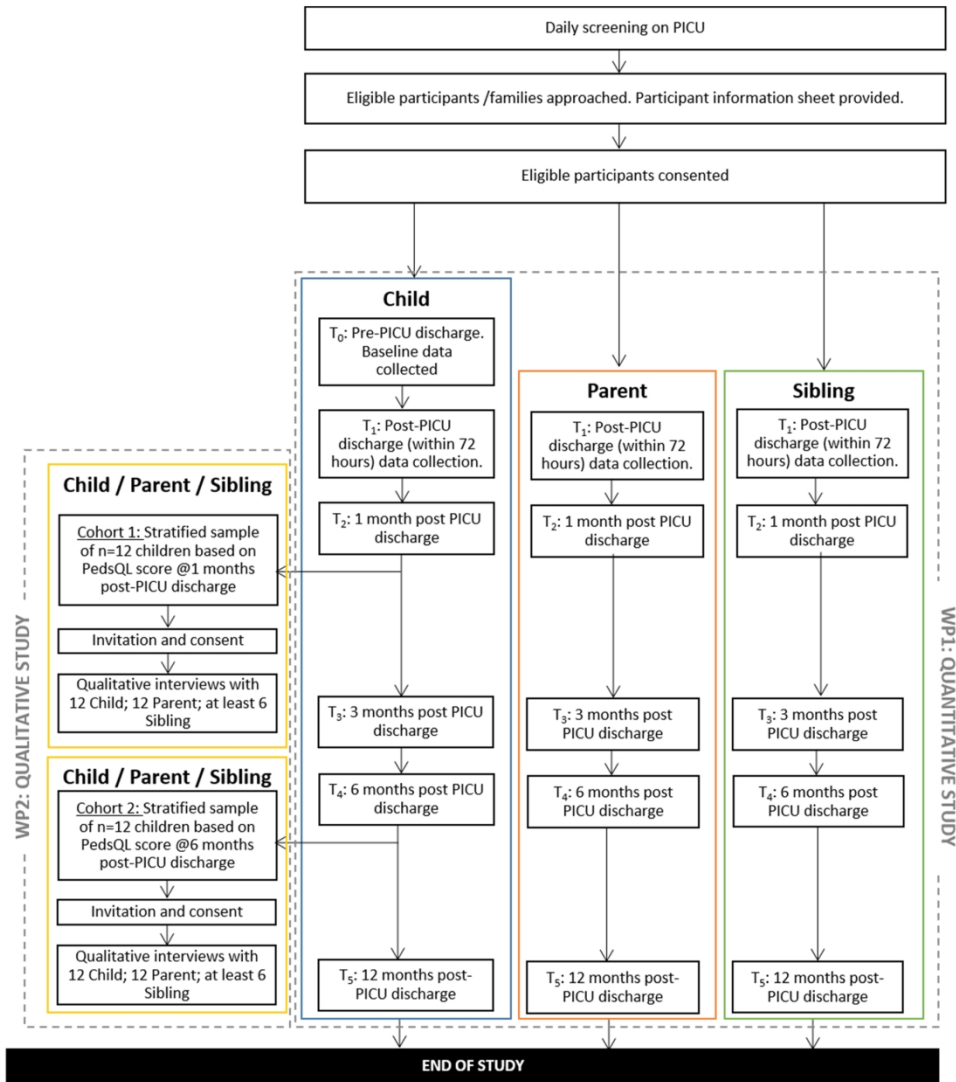 Daily screening on PICU
Eligible participants /families approached. Participant information sheet provided.
Eligible participants consented
Child
T₀: Pre-PICU discharge.
Baseline data
collected
T₁: Post-PICU
discharge (within 72
hours) data collection.
T₂: 1 month post PICU
discharge
T₃: 3 months post PICU
discharge
T₄: 6 months post PICU
discharge
T₅: 12 months post-
PICU discharge
Parent
T₁: Post-PICU
discharge (within 72
hours) data collection.
T₂: 1 month post PICU
discharge
T₃: 3 months post
PICU discharge
T₄: 6 months post
PICU discharge
T₅: 12 months post-
PICU discharge
Sibling
T₁: Post-PICU
discharge (within 72
hours) data collection.
T₂: 1 month post PICU
discharge
T₃: 3 months post
PICU discharge
T₄: 6 months post
PICU discharge
T₅: 12 months post-
PICU discharge
WP1: QUANTITATIVE STUDY
WP2: QUALITATIVE STUDY
Child / Parent / Sibling
Cohort 1: Stratified sample
of n=12 children based on
PedsQL score @1 months
post-PICU discharge
Invitation and consent
Qualitative interviews with
12 Child; 12 Parent; at least 6
Sibling
Child / Parent / Sibling
Cohort 2: Stratified sample
of n=12 children based on
PedsQL score @6 months
post-PICU discharge
Invitation and consent
Qualitative interviews with
12 Child; 12 Parent; at least 6
Sibling
END OF STUDY